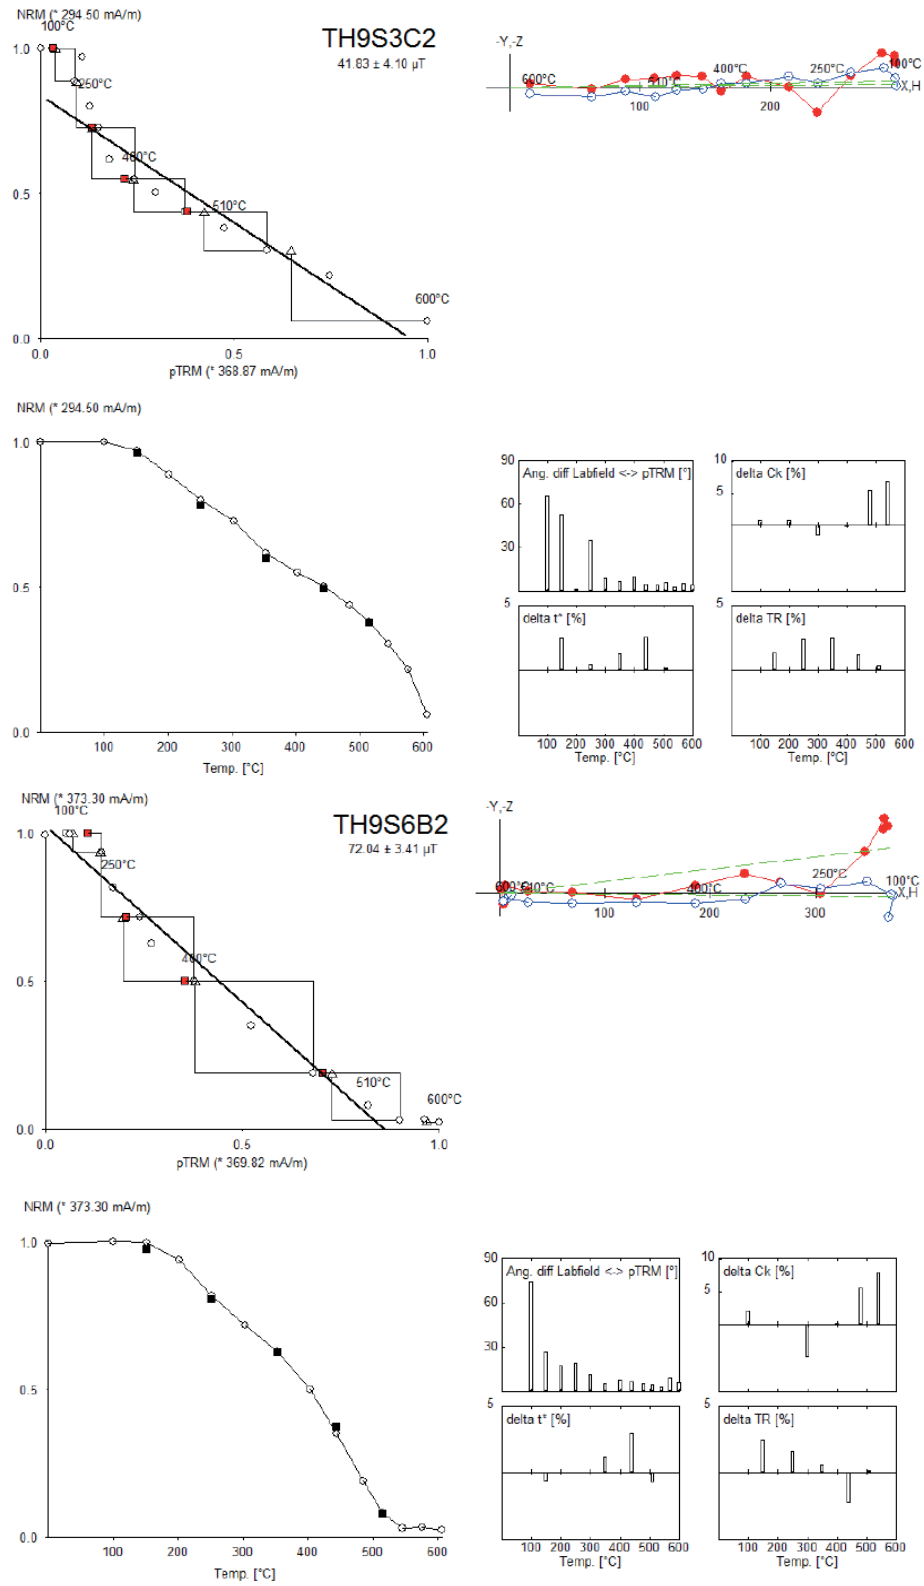 NRM (* 294.50 mA/m)
100°C
TH9S3C2
41.83 ± 4.10 µT
1.0
250°C
400°C
0.5
510°C
600°C
0.0
0.0 0.5 1.0
pTRM (* 368.87 mA/m)
-Y,-Z
600°C 510°C 400°C 250°C 100°C
X,H
100 200
NRM (* 294.50 mA/m)
1.0
0.5
0.0
100 200 300 400 500 600
Temp. [°C]
90
Ang. diff Labfield <-> pTRM [°]
60
30
10
delta Ck [%]
5
5
delta t* [%]
100 200 300 400 500 600
Temp. [°C]
5
delta TR [%]
100 200 300 400 500 600
Temp. [°C]
NRM (* 373.30 mA/m)
100°C
TH9S6B2
72.04 ± 3.41 µT
1.0
250°C
400°C
0.5
510°C
600°C
0.0
0.0 0.5 1.0
pTRM (* 369.82 mA/m)
-Y,-Z
600°C 510°C 400°C 250°C 100°C
X,H
100 200 300
NRM (* 373.30 mA/m)
1.0
0.5
0.0
100 200 300 400 500 600
Temp. [°C]
90
Ang. diff Labfield <-> pTRM [°]
60
30
10
delta Ck [%]
5
5
delta t* [%]
100 200 300 400 500 600
Temp. [°C]
5
delta TR [%]
100 200 300 400 500 600
Temp. [°C]